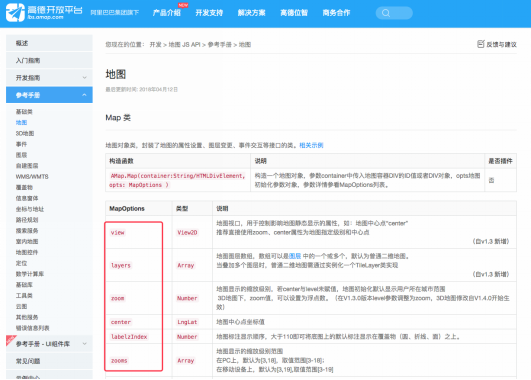 高德开放平台
lbs.amap.com
阿里巴巴集团旗下
产品介绍 NEW 开发支持 解决方案 高德位智 商务合作
概述
入门指南
开发指南
参考手册
基础类
地图
3D地图
事件
图层
自建图层
WMS/WMTS
覆盖物
信息窗体
坐标与地址
路径规划
搜索服务
室内地图
地图控件
定位
数学计算库
基础库
工具类
云图
其他服务
错误信息列表
参考手册 - UI组件库
常见问题
您现在的位置: 开发 > 地图 JS API > 参考手册 > 地图
反馈与建议
地图
最后更新时间: 2018年04月12日
Map 类
地图对象类, 封装了地图的属性设置、图层变更、事件交互等接口的类。相关示例
构造函数 说明 是否插件
AMap.Map(container:String/HTMLDivElement,
opts: MapOptions )
构造一个地图对象, 参数container中传入地图容器DIV的ID值或者DIV对象, opts地图
初始化参数对象, 参数详情参看MapOptions列表。
否
MapOptions 类型 说明
view View2D 地图视口, 用于控制影响地图静态显示的属性, 如: 地图中心点"center"
推荐直接使用zoom、center属性为地图指定级别和中心点
(自v1.3 新增)
layers Array 地图图层数组, 数组可以是图层 中的一个或多个, 默认为普通二维地图。
当叠加多个图层时, 普通二维地图需通过实例化一个TileLayer类实现
(自v1.3 新增)
zoom Number 地图显示的缩放级别, 若center与level未赋值, 地图初始化默认显示用户所在城市范围
3D地图下, zoom值, 可以设置为浮点数。 (在V1.3.0版本level参数调整为zoom, 3D地图修改自V1.4.0开始生
效)
center LngLat 地图中心点坐标值
labelzIndex Number 地图标注显示顺序, 大于110即可将底图上的默认标注显示在覆盖物 (圆、折线、面) 之上。
zooms Array 地图显示的缩放级别范围
在PC上, 默认为[3,18], 取值范围[3-18];
在移动设备上, 默认为[3,19],取值范围[3-19]